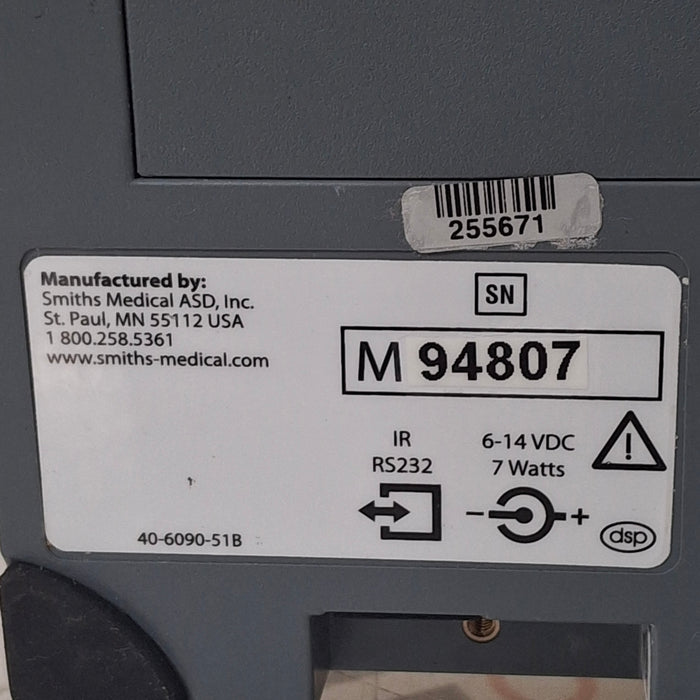 255671
Manufactured by:
Smiths Medical ASD, Inc.
St. Paul, MN 55112 USA
1 800.258.5361
www.smiths-medical.com
SN
M 94807
IR
RS232
6-14 VDC
7 Watts
- +
dsp
40-6090-51B